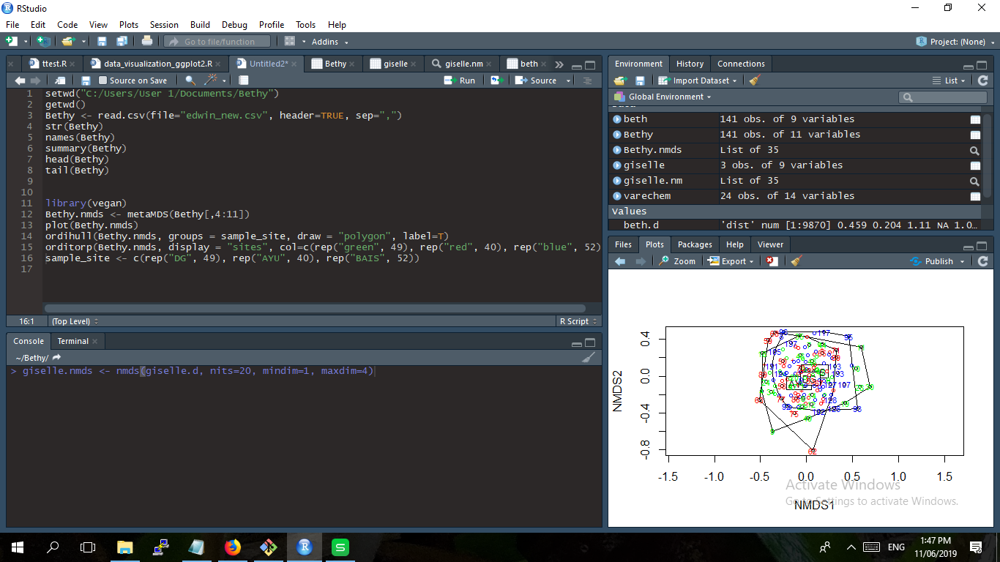 RStudio
File Edit Code View Plots Session Build Debug Profile Tools Help
Go to file/function Addins Project: (None)
ttest.R data_visualization_ggplot2.R Untitled2* Bethy giselle giselle.nm beth
Source on Save Run Source
1 setwd("C:/Users/User 1/Documents/Bethy")
2 getwd()
3 Bethy <- read.csv(file="edwin_new.csv", header=TRUE, sep=",")
4 str(Bethy)
5 names(Bethy)
6 summary(Bethy)
7 head(Bethy)
8 tail(Bethy)
9
10
11 library(vegan)
12 Bethy.nmds <- metaMDS(Bethy[,4:11])
13 plot(Bethy.nmds)
14 ordihull(Bethy.nmds, groups = sample_site, draw = "polygon", label=T)
15 orditorp(Bethy.nmds, display = "sites", col=c(rep("green", 49), rep("red", 40), rep("blue", 52)
16 sample_site <- c(rep("DG", 49), rep("AYU", 40), rep("BAIS", 52))
17
16:1 (Top Level) R Script
Console Terminal
~/Bethy/
> giselle.nmds <- nmds(giselle.d, nits=20, mindim=1, maxdim=4)
Environment History Connections
Import Dataset List
Global Environment
beth 141 obs. of 9 variables
Bethy 141 obs. of 11 variables
Bethy.nmds List of 35
giselle 3 obs. of 9 variables
giselle.nm List of 35
varechem 24 obs. of 14 variables
Values
beth.d 'dist' num [1:9870] 0.459 0.204 1.11 NA 1.0…
Files Plots Packages Help Viewer
Zoom Export Publish
NMDS2
0.4
0.0
-0.4
-0.8
-1.5 -1.0 -0.5 0.0 0.5 1.0 1.5
NMDS1
Activate Windows
Go to Settings to activate Windows.
ENG
1:47 PM
11/06/2019